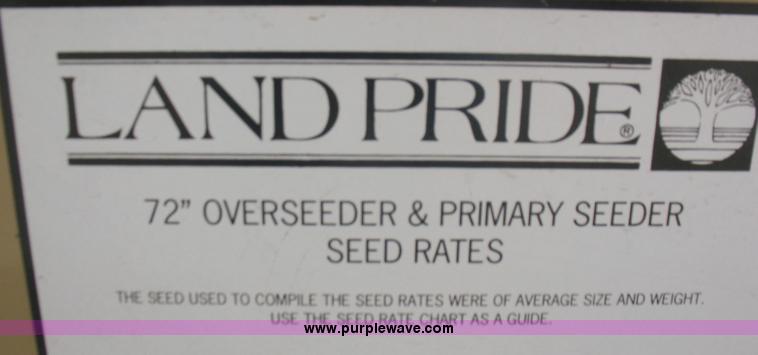 LAND PRIDE®
72" OVERSEEDER & PRIMARY SEEDER
SEED RATES
THE SEED USED TO COMPILE THE SEED RATES WERE OF AVERAGE SIZE AND WEIGHT.
USE THE SEED RATE CHART AS A GUIDE.
www.purplewave.com